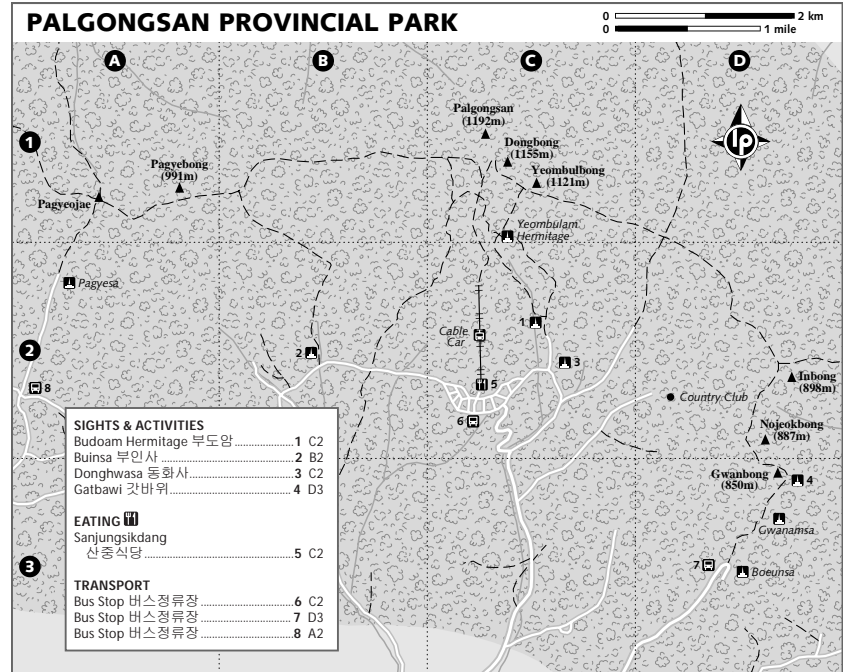 PALGONGSAN PROVINCIAL PARK
0 2 km
0 1 mile
A B C D
1
Palgongsan
(1192m)
Dongbong
(1155m)
Yeombulbong
(1121m)
lp
Pagyebong
(991m)
Pagyeojae
Yeombulam
Hermitage
Pagyesa
2
1
Cable
Car
2
3
5
8
6
Inbong
(898m)
Country Club
Nojeokbong
(887m)
Gwanbong
(850m)
4
Gwanamsa
3
7
Boeunsa
SIGHTS & ACTIVITIES
Budoam Hermitage 부도암 1 C2
Buinsa 부인사 2 B2
Donghwasa 동화사 3 C2
Gatbawi 갓바위 4 D3
EATING
Sanjungsikdang
산중식당 5 C2
TRANSPORT
Bus Stop 버스정류장 6 C2
Bus Stop 버스정류장 7 D3
Bus Stop 버스정류장 8 A2